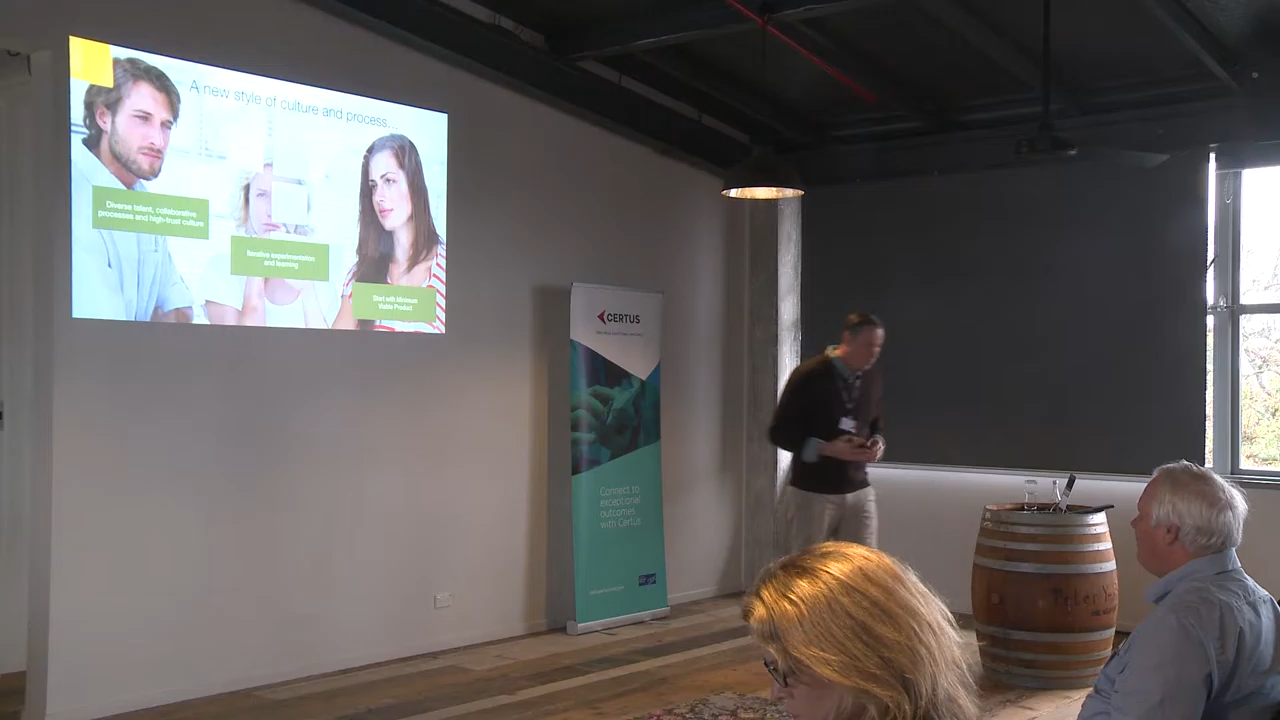 A new style of culture and process...
Diverse talent, collaborative
processes and high-trust culture
Iterative experimentation
and learning
Start with Minimum
Viable Product
CERTUS
Connect to
exceptional
outcomes
with Certus